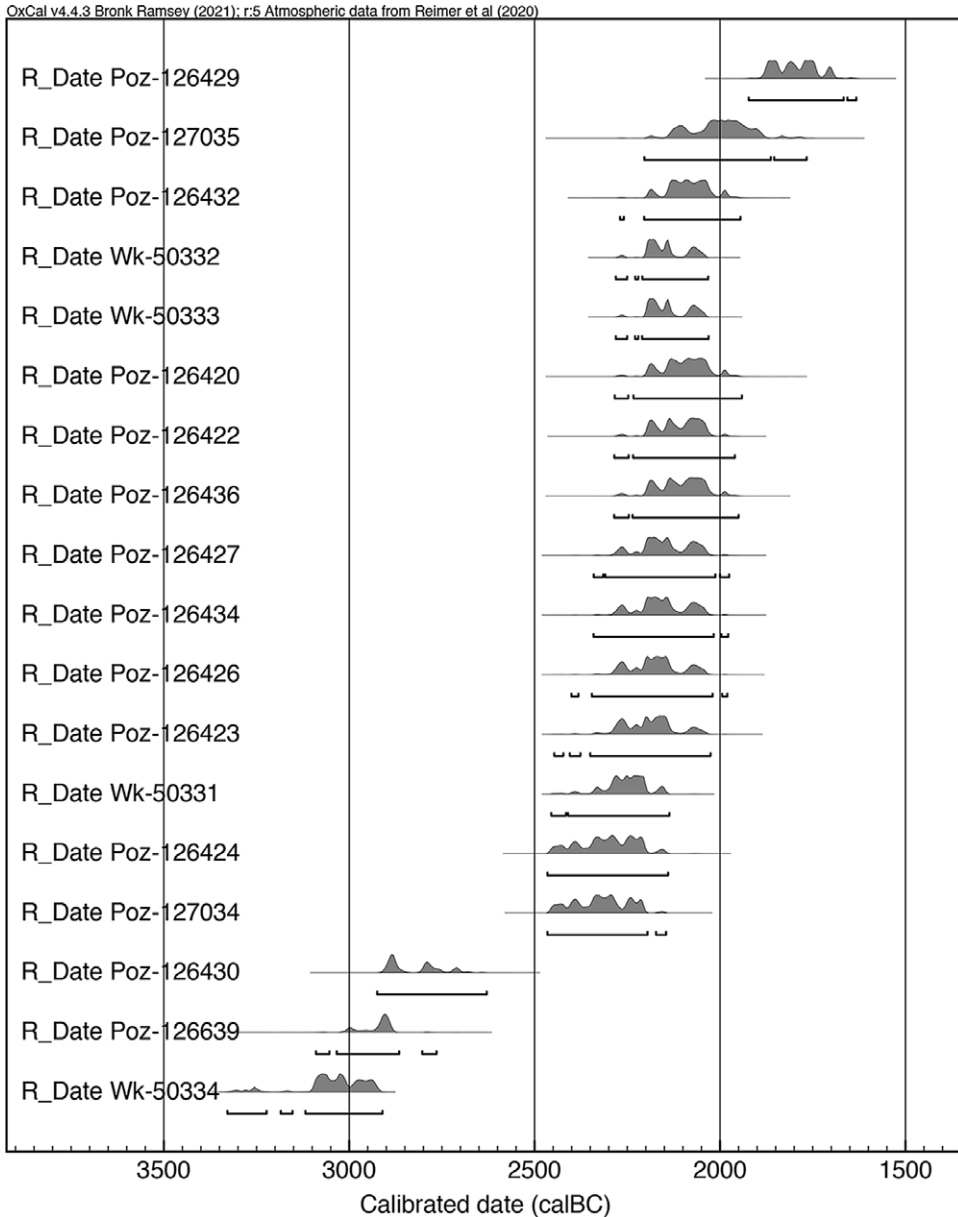 OxCal v4.4.3 Bronk Ramsey (2021); r:5 Atmospheric data from Reimer et al (2020)
R_Date Poz-126429
R_Date Poz-127035
R_Date Poz-126432
R_Date Wk-50332
R_Date Wk-50333
R_Date Poz-126420
R_Date Poz-126422
R_Date Poz-126436
R_Date Poz-126427
R_Date Poz-126434
R_Date Poz-126426
R_Date Poz-126423
R_Date Wk-50331
R_Date Poz-126424
R_Date Poz-127034
R_Date Poz-126430
R_Date Poz-126639
R_Date Wk-50334
3500 3000 2500 2000 1500
Calibrated date (calBC)